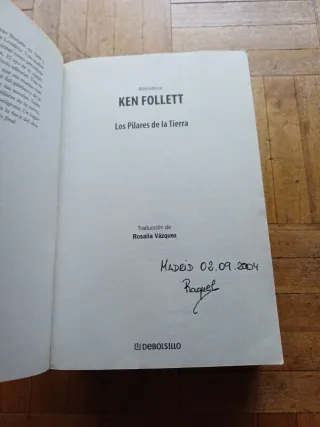 Biblioteca
KEN FOLLETT
Los Pilares de la Tierra
Traducción de
Rosalía Vázquez
MADRID 02.09.2004
Raquel
DEBOLSILLO